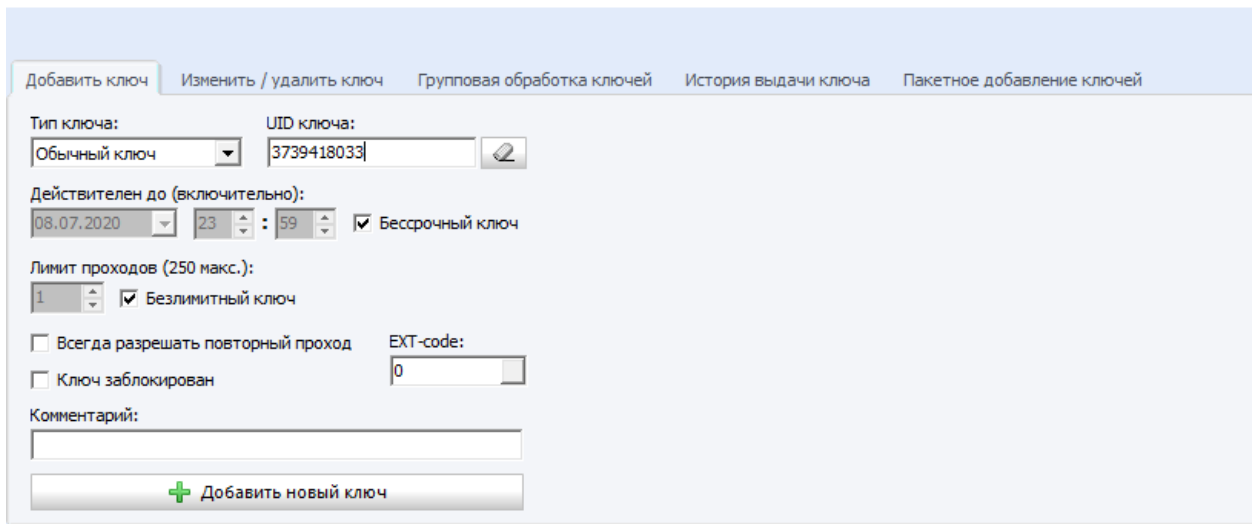 Добавить ключ Изменить / удалить ключ Групповая обработка ключей История выдачи ключа Пакетное добавление ключей
Тип ключа: UID ключа:
Обычный ключ 3739418033
Действителен до (включительно):
08.07.2020 23 : 59 Бессрочный ключ
Лимит проходов (250 макс.):
1 Безлимитный ключ
Всегда разрешать повторный проход EXT-code:
Ключ заблокирован 0
Комментарий:
Добавить новый ключ